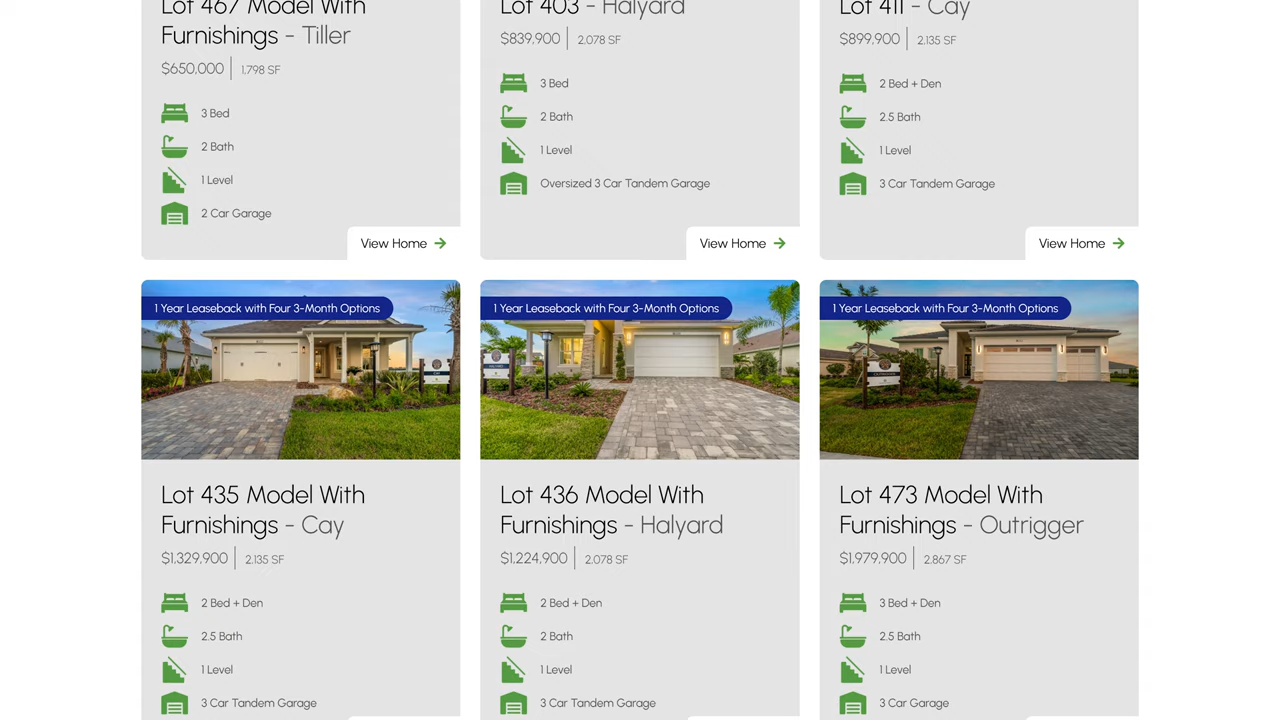 Lot 467 Model With
Furnishings - Tiller
$650,000 | 1,798 SF
3 Bed
2 Bath
1 Level
2 Car Garage
View Home
Lot 403 - Halyard
$839,900 | 2,078 SF
3 Bed
2 Bath
1 Level
Oversized 3 Car Tandem Garage
View Home
Lot 411 - Cay
$899,900 | 2,135 SF
2 Bed + Den
2.5 Bath
1 Level
3 Car Tandem Garage
View Home
1 Year Leaseback with Four 3-Month Options
Lot 435 Model With
Furnishings - Cay
$1,329,900 | 2,135 SF
2 Bed + Den
2.5 Bath
1 Level
3 Car Tandem Garage
1 Year Leaseback with Four 3-Month Options
Lot 436 Model With
Furnishings - Halyard
$1,224,900 | 2,078 SF
2 Bed + Den
2 Bath
1 Level
3 Car Tandem Garage
1 Year Leaseback with Four 3-Month Options
Lot 473 Model With
Furnishings - Outrigger
$1,979,900 | 2,867 SF
3 Bed + Den
2.5 Bath
1 Level
3 Car Garage